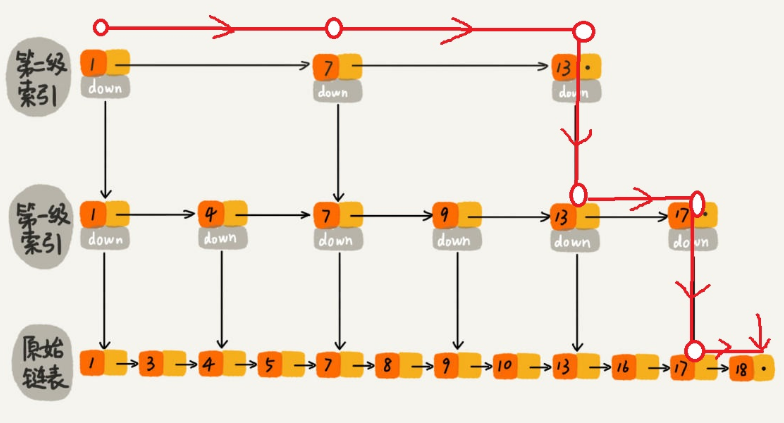 第二级
索引
1 7 13
down down down
第一级
索引
1 4 7 9 13 17
down down down down down down
原始
链表
1 3 4 5 7 8 9 10 13 16 17 18